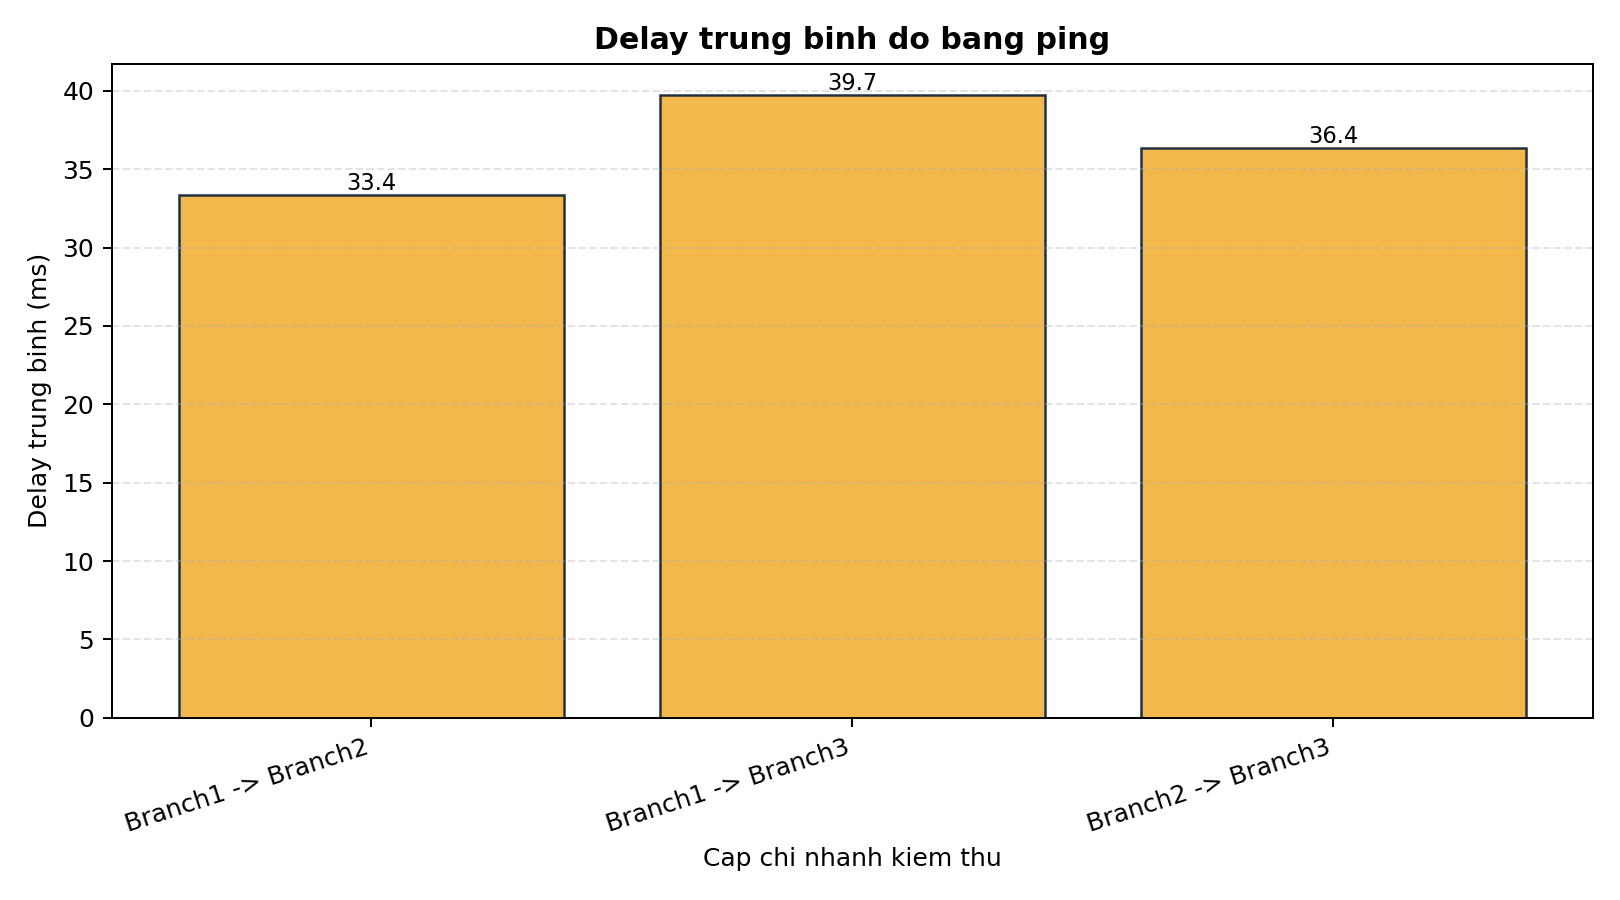 Delay trung binh do bang ping
Delay trung binh (ms)
40
35
30
25
20
15
10
5
0
33.4
39.7
36.4
Branch1 -> Branch2
Branch1 -> Branch3
Branch2 -> Branch3
Cap chi nhanh kiem thu